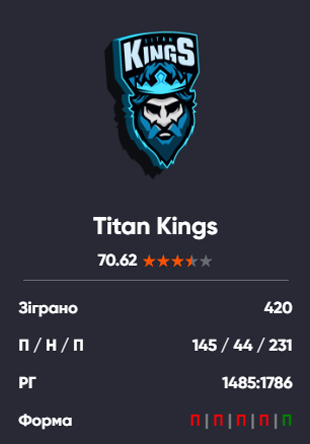 TITAN
KINGS
Titan Kings
70.62
Зіграно 420
П / Н / П 145 / 44 / 231
РГ 1485:1786
Форма П | П | П | П | П